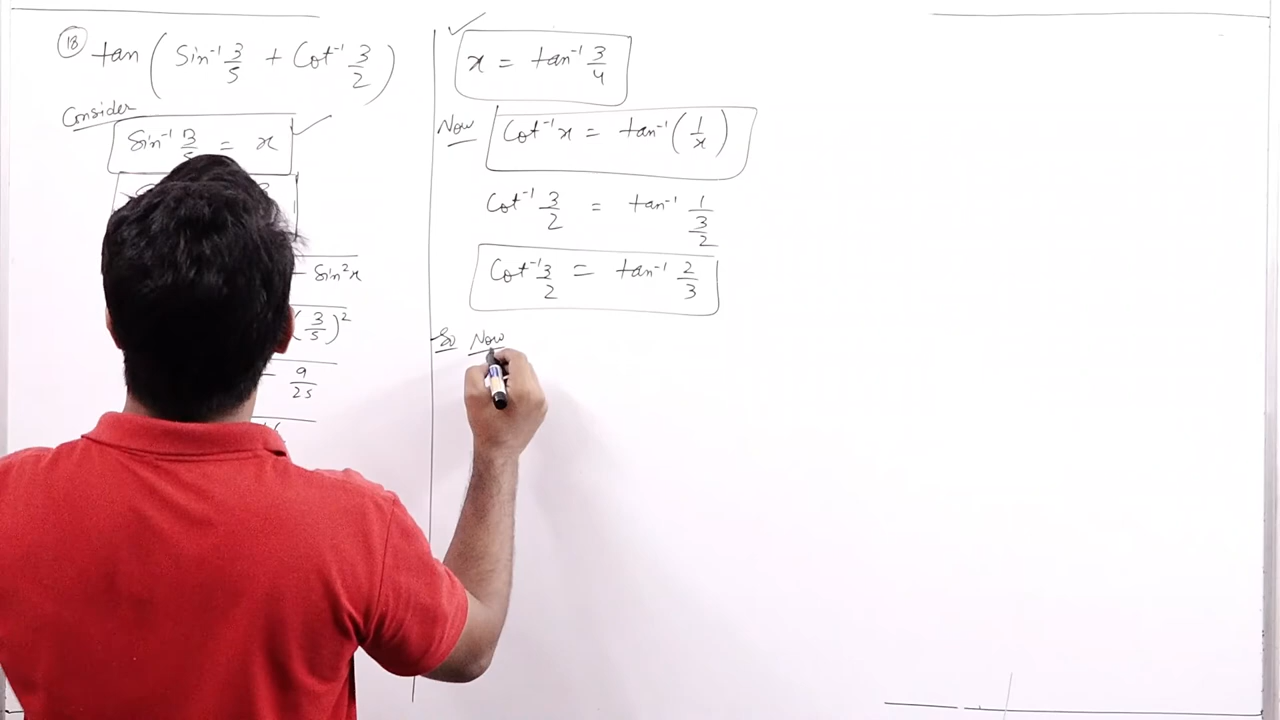 18 tan ( Sin⁻¹ 3/5 + Cot⁻¹ 3/2 )
Consider
Sin⁻¹ 3/5 = x
- Sin²x
(3/5)²
- 9/25
x = tan⁻¹ 3/4
Now Cot⁻¹x = tan⁻¹ (1/x)
Cot⁻¹ 3/2 = tan⁻¹ 1/(3/2)
Cot⁻¹ 3/2 = tan⁻¹ 2/3
So Now